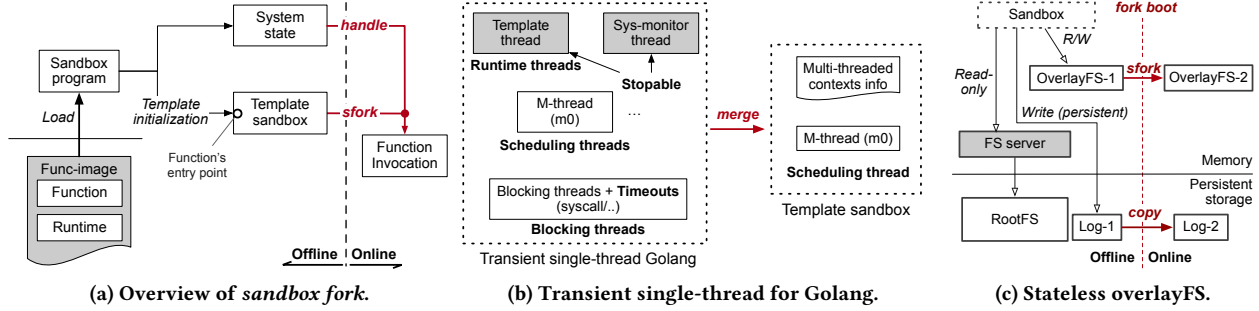 System
state
handle
Sandbox
program
Template
initialization
Template
sandbox
sfork
Load
Function's
entry point
Function
Invocation
Func-image
Function
Runtime
Offline
Online
(a) Overview of sandbox fork.
Template
thread
Sys-monitor
thread
Runtime threads
Stopable
M-thread
(m0)
...
Scheduling threads
Blocking threads + Timeouts
(syscall/..)
Blocking threads
Transient single-thread Golang
merge
Multi-threaded
contexts info
M-thread (m0)
Scheduling thread
Template sandbox
(b) Transient single-thread for Golang.
Sandbox
fork boot
R/W
OverlayFS-1
sfork
OverlayFS-2
Read-
only
Write (persistent)
FS server
Memory
Persistent
storage
RootFS
Log-1
copy
Log-2
Offline
Online
(c) Stateless overlayFS.